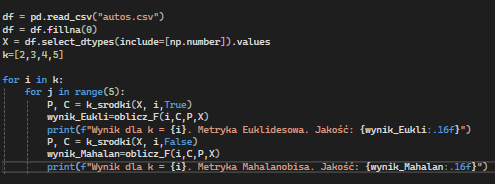 df = pd.read_csv("autos.csv")
df = df.fillna(0)
X = df.select_dtypes(include=[np.number]).values
k=[2,3,4,5]
for i in k:
for j in range(5):
P, C = k_srodki(X, i,True)
wynik_Eukli=oblicz_F(i,C,P,X)
print(f"Wynik dla k = {i}. Metryka Euklidesowa. Jakość: {wynik_Eukli:.16f}")
P, C = k_srodki(X, i,False)
wynik_Mahalan=oblicz_F(i,C,P,X)
print(f"Wynik dla k = {i}. Metryka Mahalanobisa. Jakość: {wynik_Mahalan:.16f}")